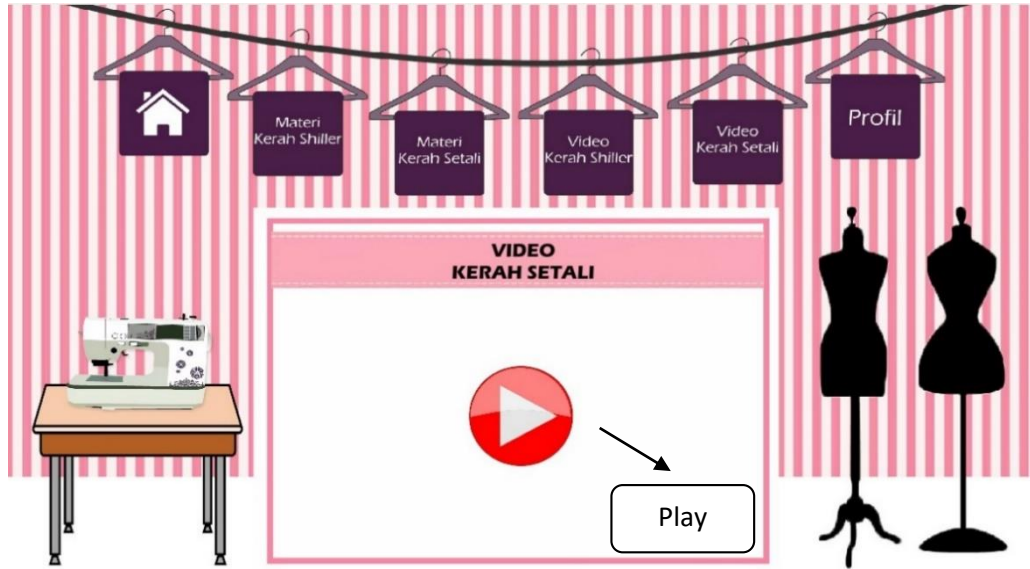 Materi
Kerah Shiller
Materi
Kerah Setali
Video
Kerah Shiller
Video
Kerah Setali
Profil
VIDEO
KERAH SETALI
Play